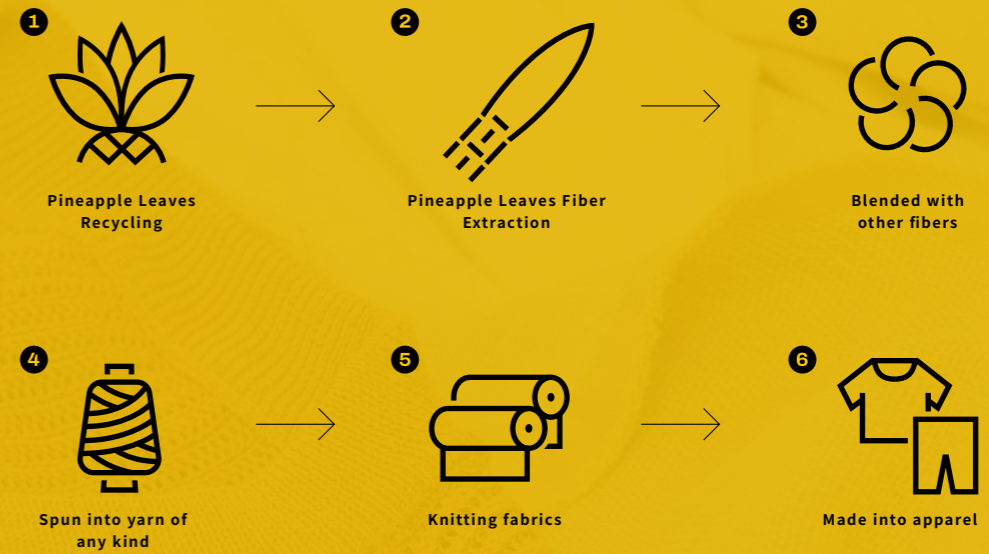 1
Pineapple Leaves
Recycling
2
Pineapple Leaves Fiber
Extraction
3
Blended with
other fibers
4
Spun into yarn of
any kind
5
Knitting fabrics
6
Made into apparel